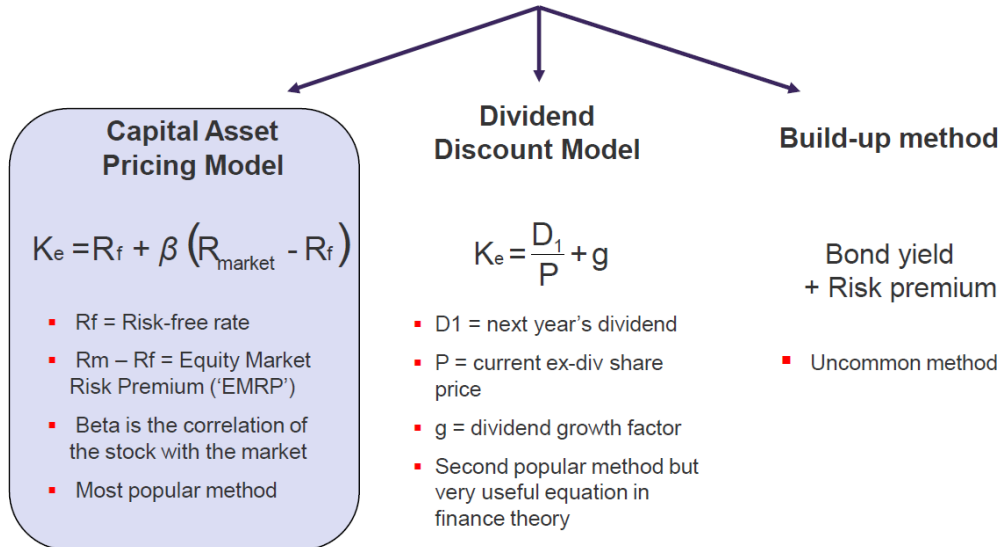 Capital Asset
Pricing Model
Ke = Rf + β (Rmarket - Rf)
▪ Rf = Risk-free rate
▪ Rm – Rf = Equity Market
Risk Premium (‘EMRP’)
▪ Beta is the correlation of
the stock with the market
▪ Most popular method
Dividend
Discount Model
Ke = D1/P + g
▪ D1 = next year’s dividend
▪ P = current ex-div share
price
▪ g = dividend growth factor
▪ Second popular method but
very useful equation in
finance theory
Build-up method
Bond yield
+ Risk premium
▪ Uncommon method